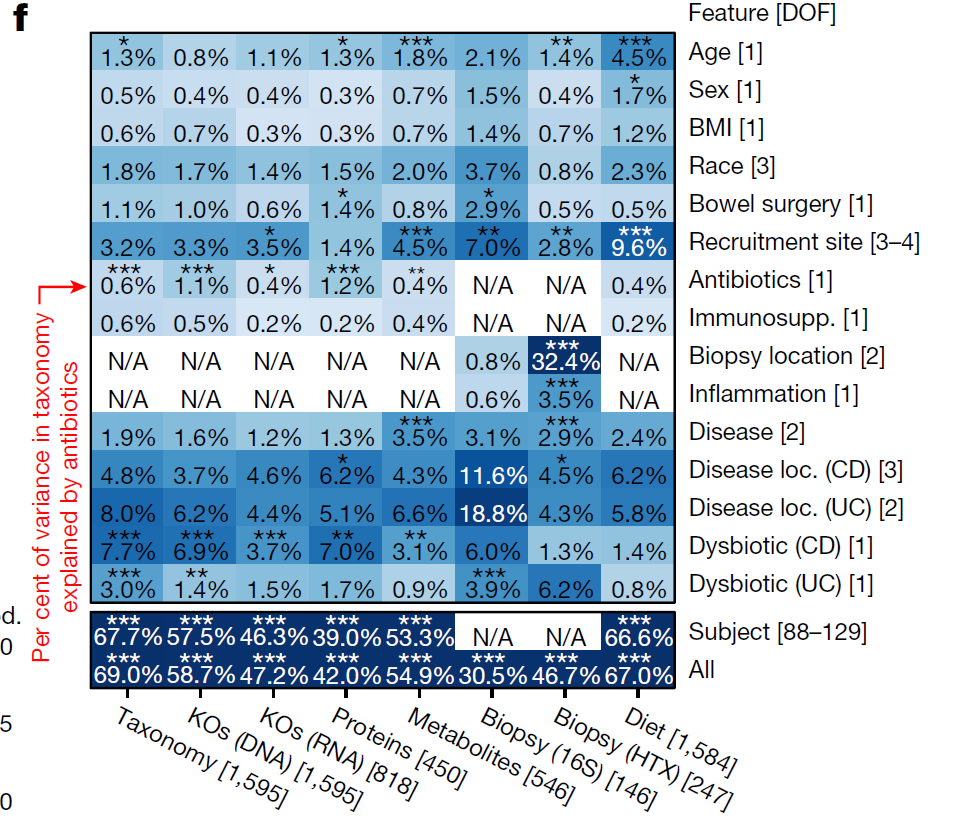 f
Feature [DOF]
* * *** ** ***
1.3% 0.8% 1.1% 1.3% 1.8% 2.1% 1.4% 4.5% Age [1]
*
0.5% 0.4% 0.4% 0.3% 0.7% 1.5% 0.4% 1.7% Sex [1]
0.6% 0.7% 0.3% 0.3% 0.7% 1.4% 0.7% 1.2% BMI [1]
1.8% 1.7% 1.4% 1.5% 2.0% 3.7% 0.8% 2.3% Race [3]
* *
1.1% 1.0% 0.6% 1.4% 0.8% 2.9% 0.5% 0.5% Bowel surgery [1]
* *** ** ** ***
3.2% 3.3% 3.5% 1.4% 4.5% 7.0% 2.8% 9.6% Recruitment site [3–4]
*** *** * *** **
0.6% 1.1% 0.4% 1.2% 0.4% N/A N/A 0.4% Antibiotics [1]
0.6% 0.5% 0.2% 0.2% 0.4% N/A N/A 0.2% Immunosupp. [1]
***
N/A N/A N/A N/A N/A 0.8% 32.4% N/A Biopsy location [2]
***
N/A N/A N/A N/A N/A 0.6% 3.5% N/A Inflammation [1]
*** ***
1.9% 1.6% 1.2% 1.3% 3.5% 3.1% 2.9% 2.4% Disease [2]
* *
4.8% 3.7% 4.6% 6.2% 4.3% 11.6% 4.5% 6.2% Disease loc. (CD) [3]
8.0% 6.2% 4.4% 5.1% 6.6% 18.8% 4.3% 5.8% Disease loc. (UC) [2]
*** *** *** ** **
7.7% 6.9% 3.7% 7.0% 3.1% 6.0% 1.3% 1.4% Dysbiotic (CD) [1]
*** ** ***
3.0% 1.4% 1.5% 1.7% 0.9% 3.9% 6.2% 0.8% Dysbiotic (UC) [1]
*** *** *** *** *** ***
67.7% 57.5% 46.3% 39.0% 53.3% N/A N/A 66.6% Subject [88–129]
*** *** *** *** *** *** *** ***
69.0% 58.7% 47.2% 42.0% 54.9% 30.5% 46.7% 67.0% All
Per cent of variance in taxonomy
explained by antibiotics
d.
0
5
0
Taxonomy [1,595]
KOs (DNA) [1,595]
KOs (RNA) [818]
Proteins [450]
Metabolites [546]
Biopsy (16S) [146]
Biopsy (HTX) [247]
Diet [1,584]